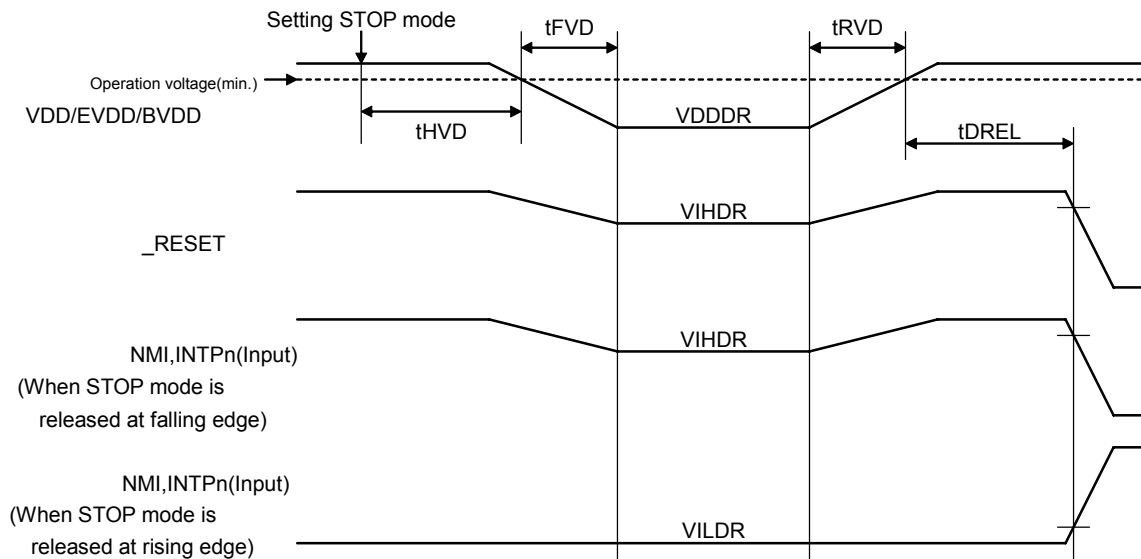 Setting STOP mode
tFVD
tRVD
Operation voltage(min.)
VDD/EVDD/BVDD
tHVD
VDDDR
tDREL
VIHDR
_RESET
VIHDR
NMI,INTPn(Input)
(When STOP mode is
released at falling edge)
NMI,INTPn(Input)
(When STOP mode is
released at rising edge)
VILDR